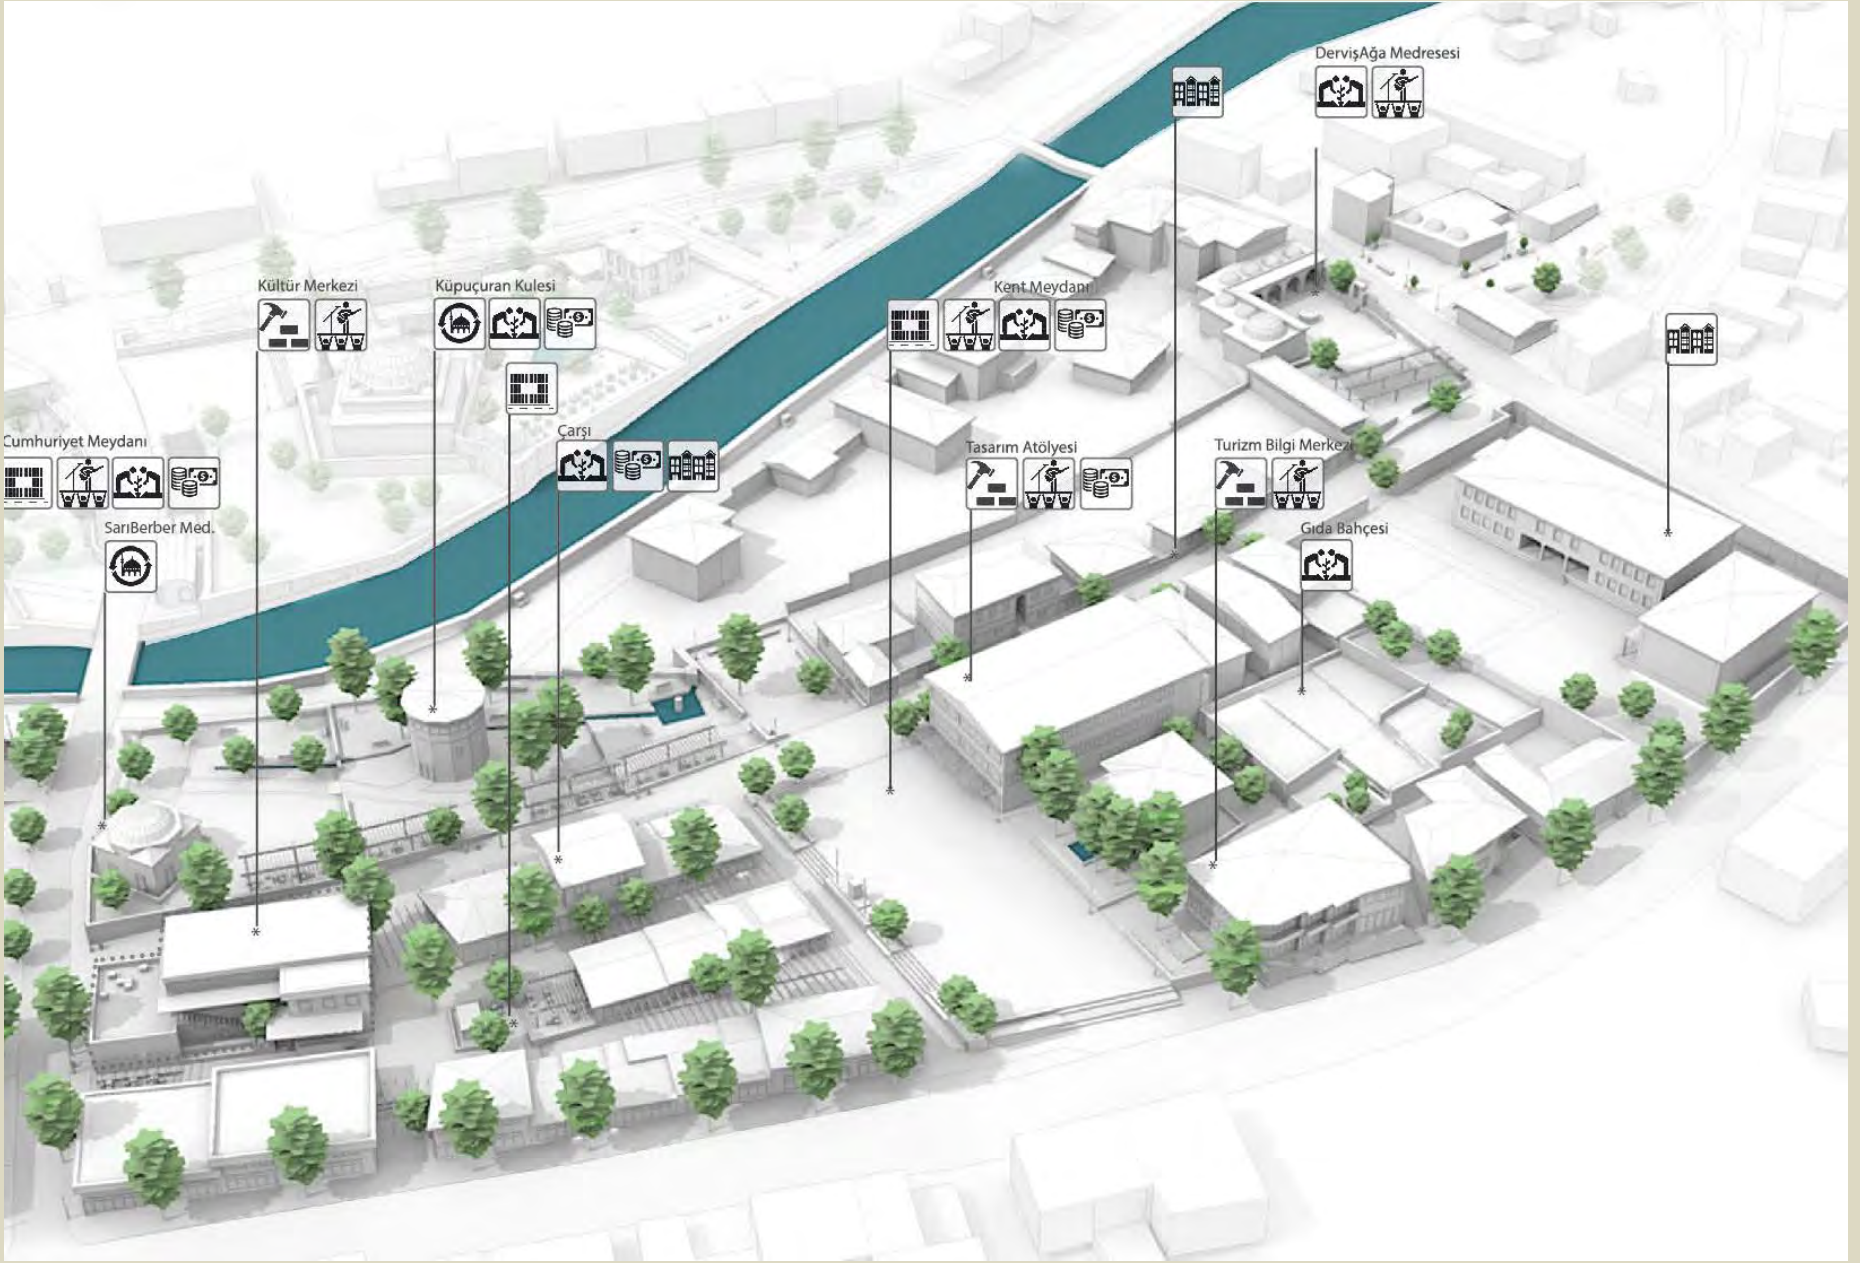 DervişAğa Medresesi
Kültür Merkezi
Küpuçuran Kulesi
Kent Meydanı
Çarşı
Cumhuriyet Meydanı
Tasarım Atölyesi
Turizm Bilgi Merkezi
SarıBerber Med.
Gıda Bahçesi